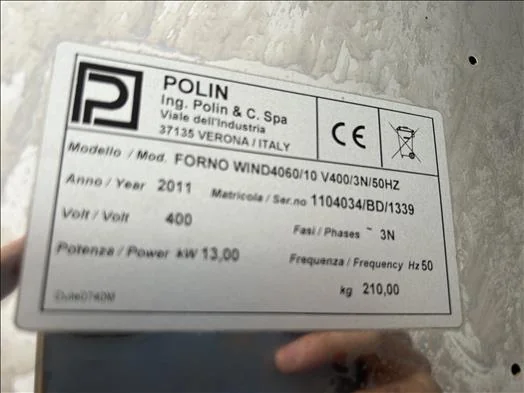 POLIN
Ing. Polin & C. Spa
Viale dell'Industria
37135 VERONA / ITALY
CE
Modello / Mod. FORNO WIND4060/10 V400/3N/50HZ
Anno / Year 2011 Matricola / Ser.no 1104034/BD/1339
Volt / Volt 400 Fasi / Phases ~ 3N
Potenza / Power kW 13,00 Frequenza / Frequency Hz 50
kg 210,00